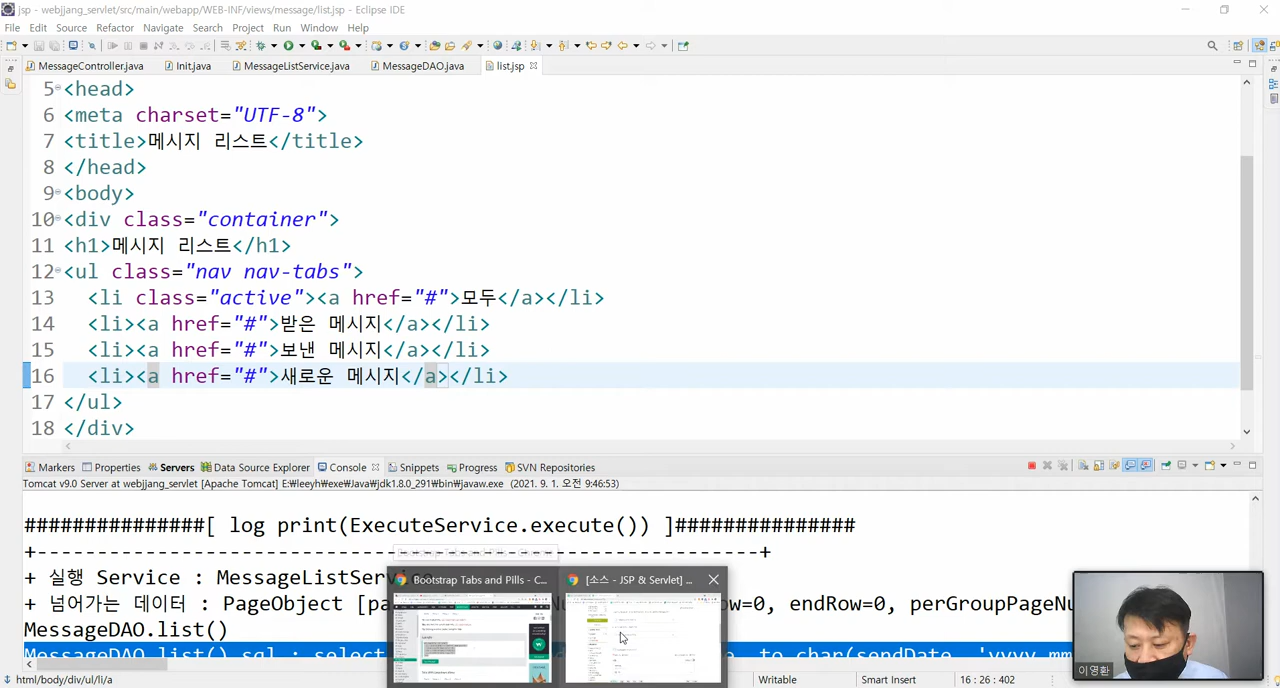 jsp - webjjang_servlet/src/main/webapp/WEB-INF/views/message/list.jsp - Eclipse IDE
File Edit Source Refactor Navigate Search Project Run Window Help
MessageController.java Init.java MessageListService.java MessageDAO.java list.jsp
5 <head>
6 <meta charset="UTF-8">
7 <title>메시지 리스트</title>
8 </head>
9 <body>
10 <div class="container">
11 <h1>메시지 리스트</h1>
12 <ul class="nav nav-tabs">
13 <li class="active"><a href="#">모두</a></li>
14 <li><a href="#">받은 메시지</a></li>
15 <li><a href="#">보낸 메시지</a></li>
16 <li><a href="#">새로운 메시지</a></li>
17 </ul>
18 </div>
Markers Properties Servers Data Source Explorer Console Snippets Progress SVN Repositories
Tomcat v9.0 Server at webjjang_servlet [Apache Tomcat] E:\leeyh\exe\Java\jdk1.8.0_291\bin\javaw.exe (2021. 9. 1. 오전 9:46:53)
###############[ log print(ExecuteService.execute()) ]###############
Bootstrap Tabs and Pills - Chrome
+ 실행 Service : MessageListService
Bootstrap Tabs and Pills - C... [소스 - JSP & Servlet] ...
+ 넘어가는 데이터 : PageObject [pa Row=0, endRow=0, perGroupPageNu
MessageDAO.list()
MessageDAO.list() sql : select to_char(sendDate, 'yyyy.mm
이영환
html/body/div/ul/li/a Writable Smart Insert 16 : 26 : 402